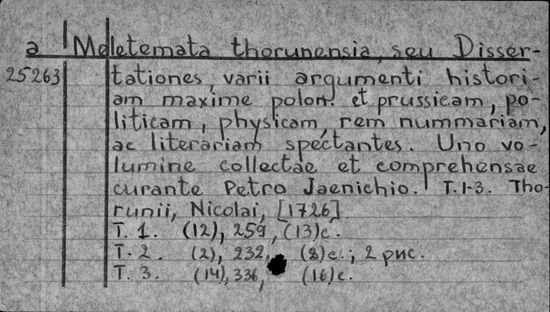 a Meletemata thorunensia, seu Disser-
25263 tationes varii argumenti histori-
am maxime polon. et prussicam, po-
liticam, physicam, rem nummariam,
ac literariam spectantes. Uno vo-
lumine collectae et comprehensae
curante Petro Jaenichio. T.1-3. Tho-
runii, Nicolai, [1726]
T. 1. (12), 259, (13)c.
T. 2. (2), 232, (8)c.; 2 рис.
T. 3. (14), 336, (16)c.